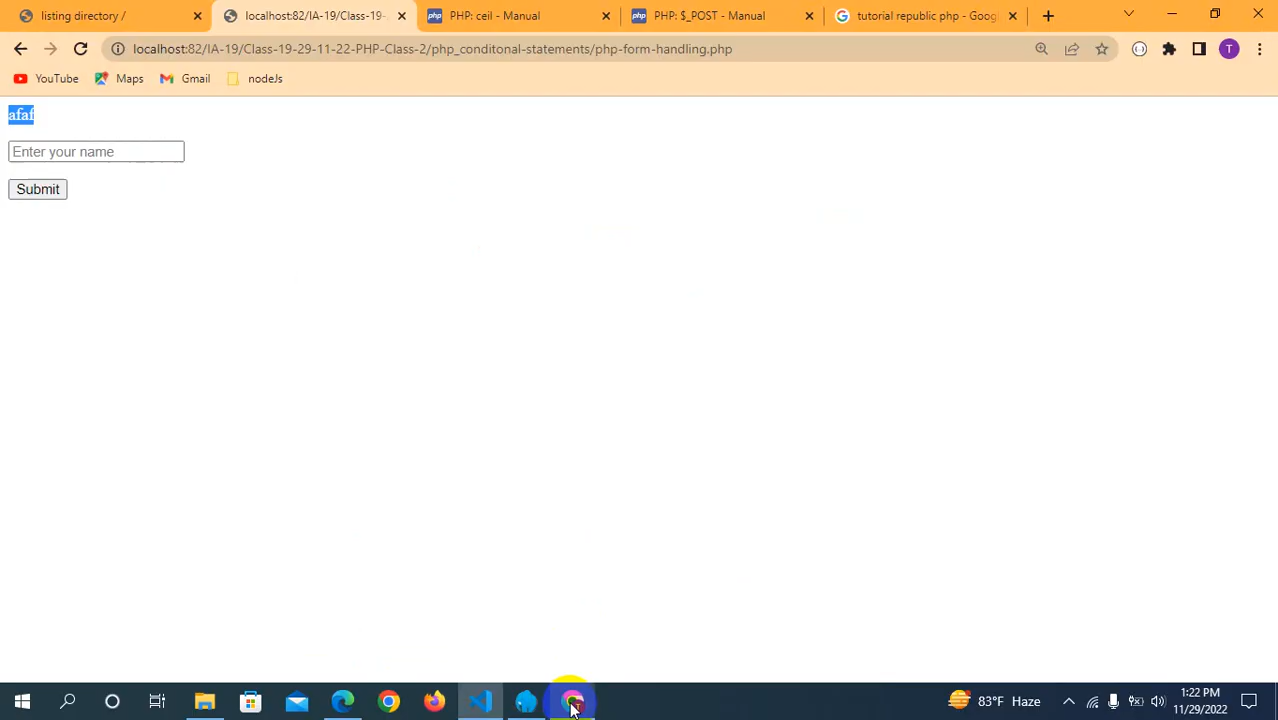 listing directory /
localhost:82/IA-19/Class-19-
PHP: ceil - Manual
PHP: $_POST - Manual
tutorial republic php - Goog
localhost:82/IA-19/Class-19-29-11-22-PHP-Class-2/php_conditonal-statements/php-form-handling.php
T
YouTube
Maps
Gmail
nodeJs
afaf
Enter your name
Submit
83°F Haze
1:22 PM
11/29/2022